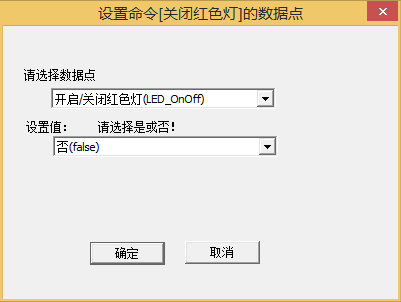 设置命令[关闭红色灯]的数据点
请选择数据点
开启/关闭红色灯(LED_OnOff)
设置值： 请选择是或否!
否(false)
确定 取消